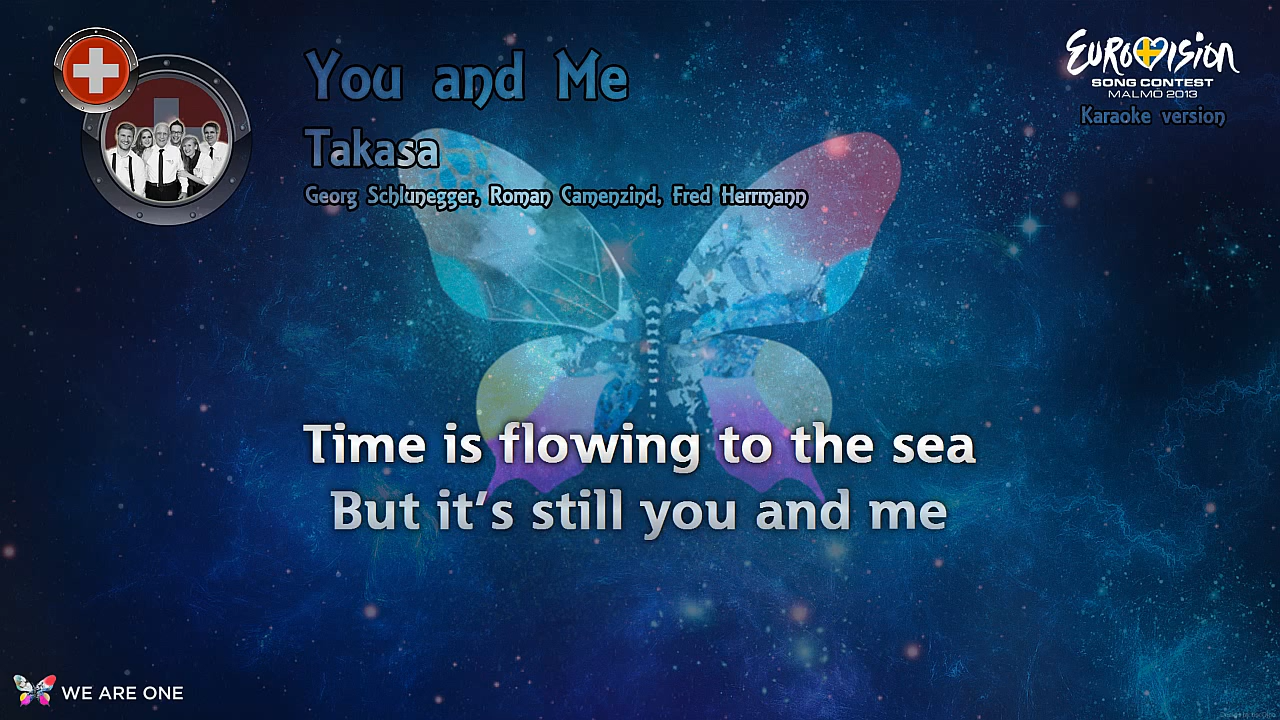 You and Me
Takasa
Georg Schlunegger, Roman Camenzind, Fred Herrmann
EUROVISION
SONG CONTEST
MALMÖ 2013
Karaoke version
Time is flowing to the sea
But it's still you and me
WE ARE ONE